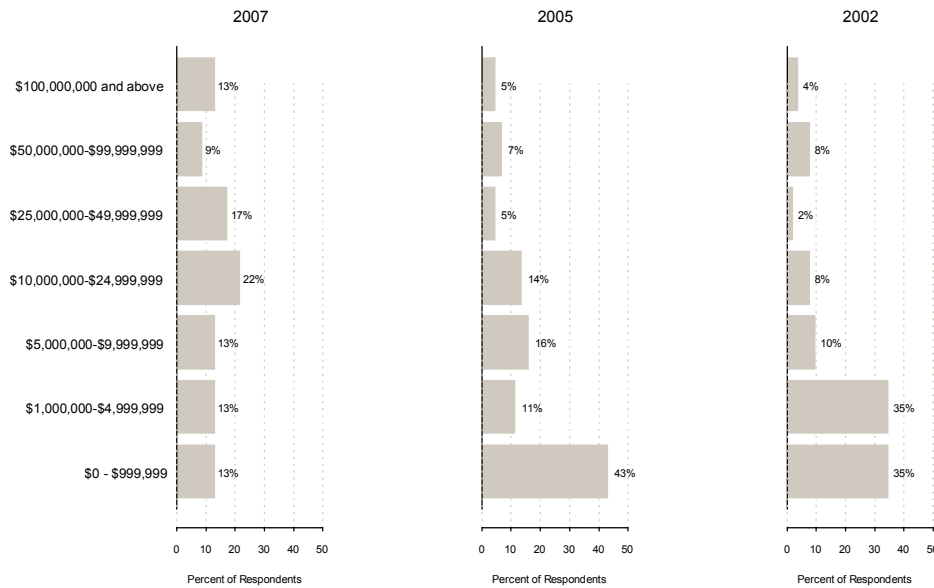 2007 2005 2002
$100,000,000 and above 13% 5% 4%
$50,000,000-$99,999,999 9% 7% 8%
$25,000,000-$49,999,999 17% 5% 2%
$10,000,000-$24,999,999 22% 14% 8%
$5,000,000-$9,999,999 13% 16% 10%
$1,000,000-$4,999,999 13% 11% 35%
$0 - $999,999 13% 43% 35%
0 10 20 30 40 50 0 10 20 30 40 50 0 10 20 30 40 50
Percent of Respondents Percent of Respondents Percent of Respondents